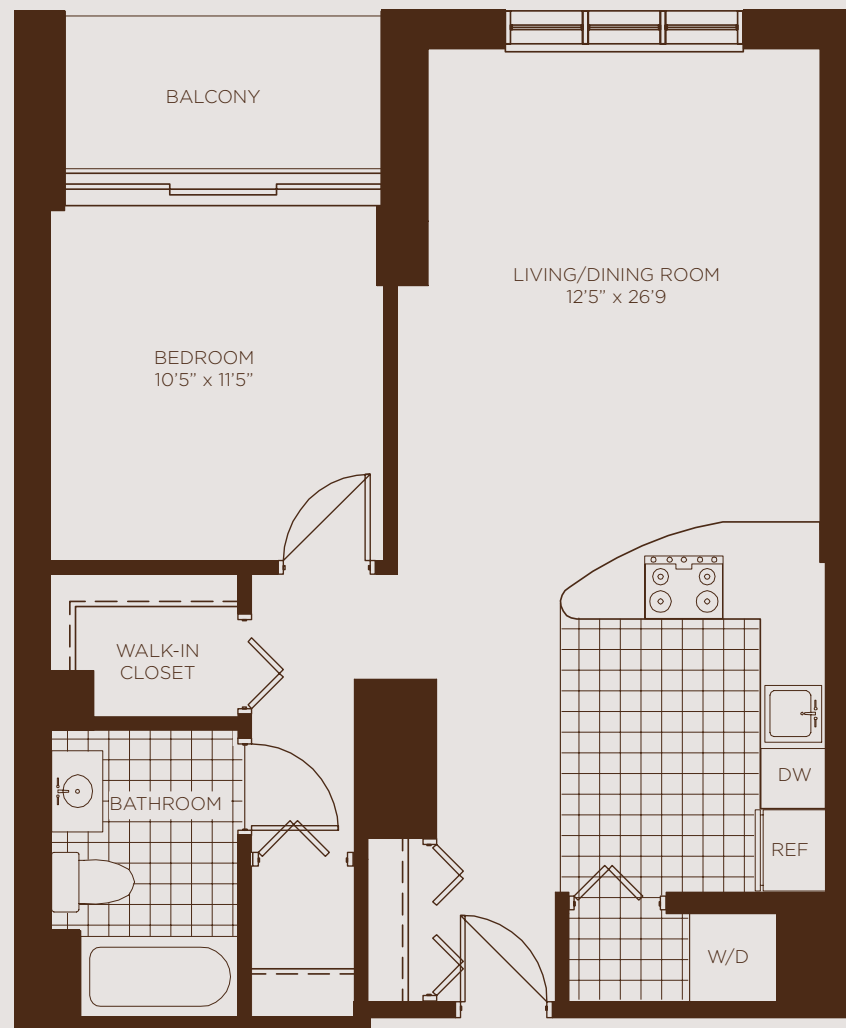 BALCONY
LIVING/DINING ROOM
12’5” x 26’9
BEDROOM
10’5” x 11’5”
WALK-IN
CLOSET
DW
BATHROOM
REF
W/D